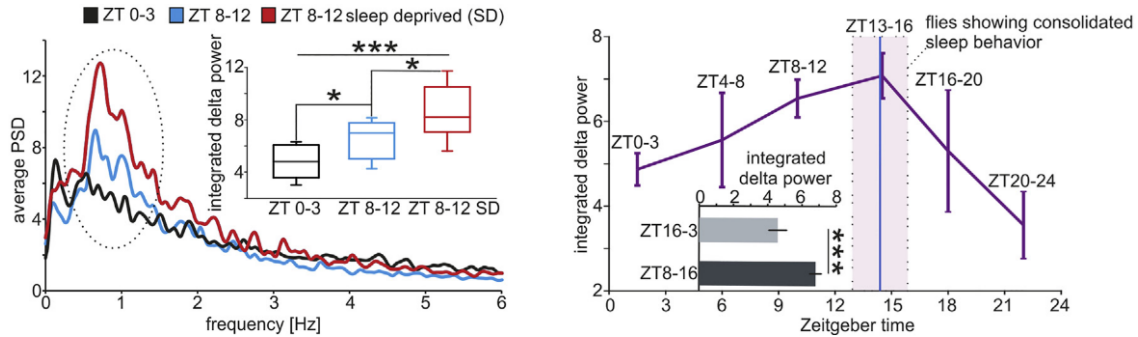 ZT 0-3 ZT 8-12 ZT 8-12 sleep deprived (SD)
average PSD
12
8
4
0
0 1 2 3 4 5 6
frequency [Hz]
integrated delta power
12
8
4
***
*
*
ZT 0-3 ZT 8-12 ZT 8-12 SD
ZT13-16
flies showing consolidated
sleep behavior
integrated delta power
8
6
4
2
ZT0-3
ZT4-8
ZT8-12
ZT16-20
ZT20-24
integrated
delta power
0 2 4 6 8
ZT16-3
ZT8-16
***
0 3 6 9 12 15 18 21 24
Zeitgeber time